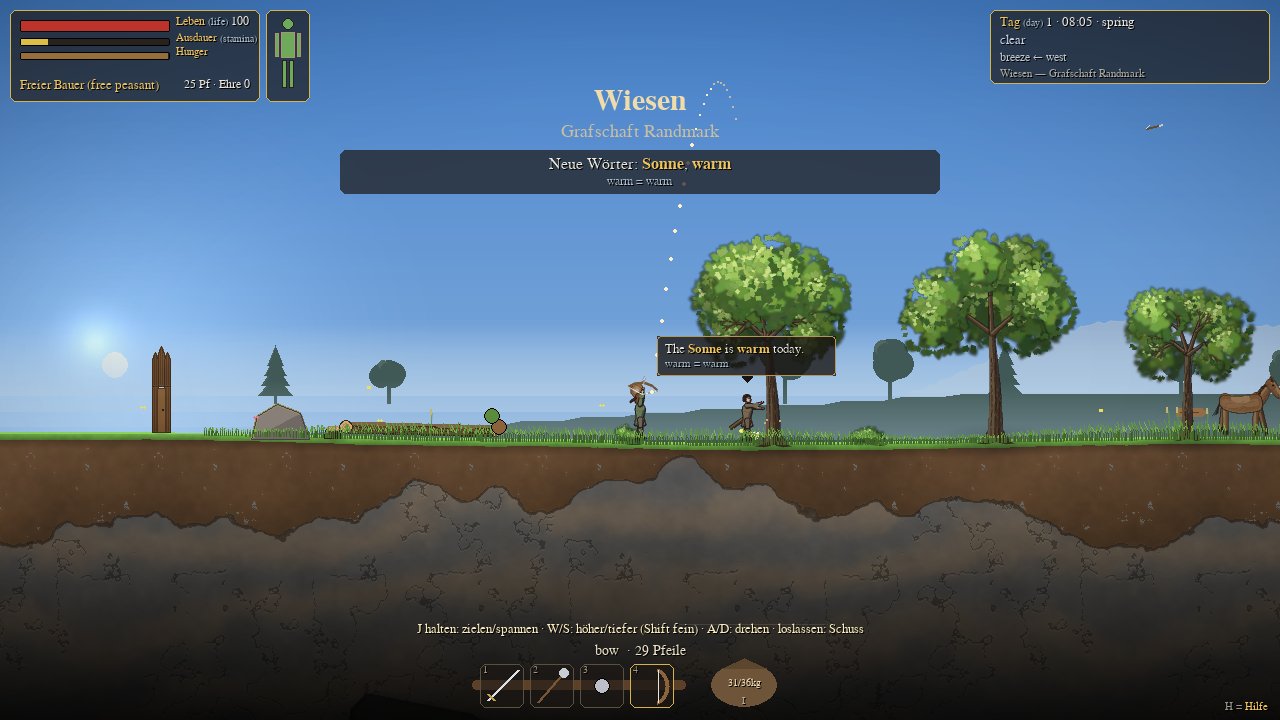 Leben (life) 100
Ausdauer (stamina)
Hunger
Freier Bauer (free peasant) 25 Pf · Ehre 0
Tag (day) 1 · 08:05 · spring
clear
breeze ← west
Wiesen — Grafschaft Randmark
Wiesen
Grafschaft Randmark
Neue Wörter: Sonne, warm
warm = warm
The Sonne is warm today.
warm = warm
J halten: zielen/spannen · W/S: höher/tiefer (Shift fein) · A/D: drehen · loslassen: Schuss
bow · 29 Pfeile
1 2 3 4
31/36kg
I
H = Hilfe